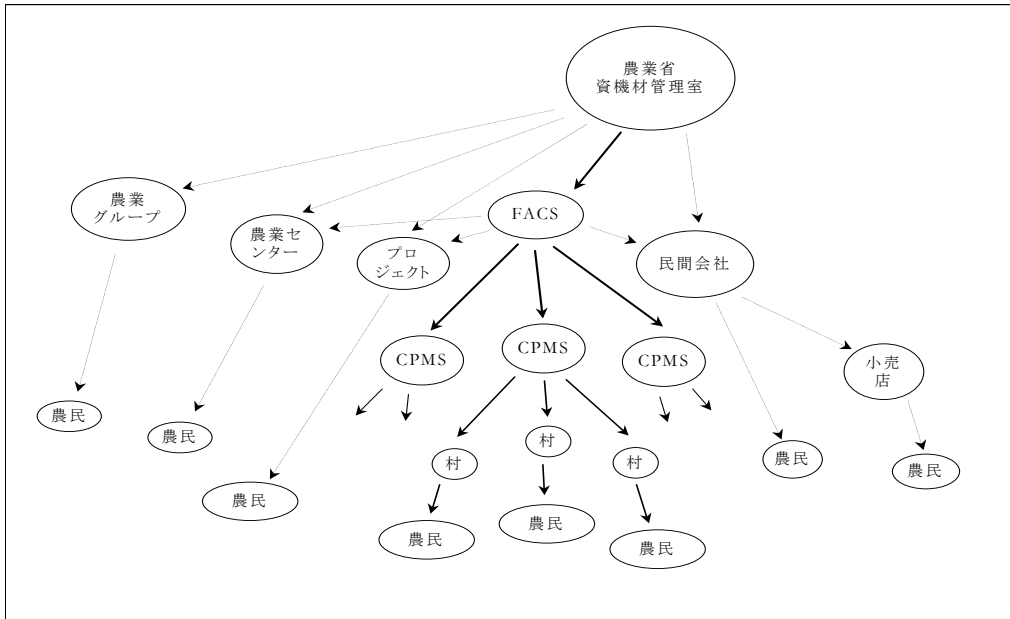 農業省
資機材管理室
農業
グループ
FACS
農業セ
ンター
プロ
ジェクト
民間会社
CPMS
CPMS
CPMS
小売
店
農民
農民
村
村
村
農民
農民
農民
農民
農民
農民
農民